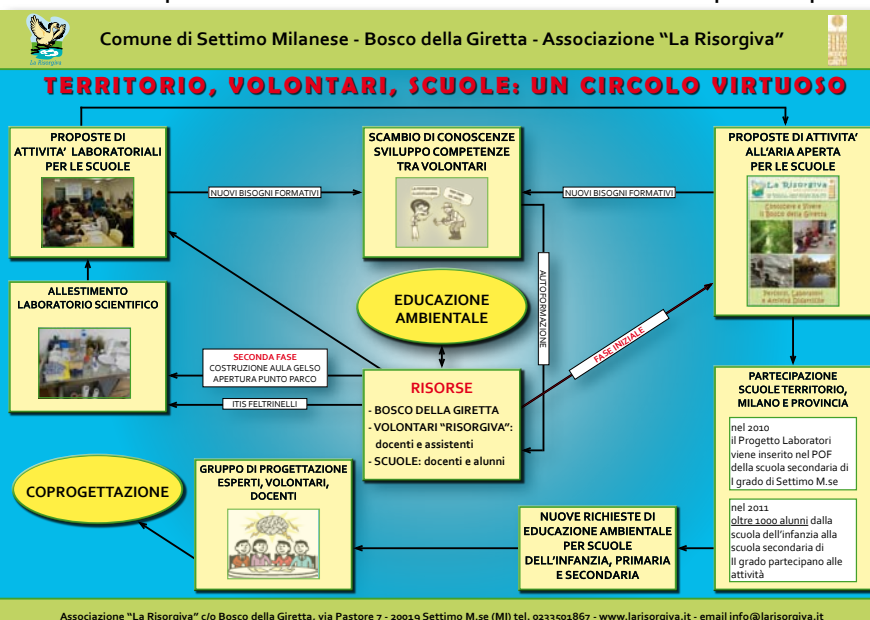 Comune di Settimo Milanese - Bosco della Giretta - Associazione “La Risorgiva”
La Risorgiva
TERRITORIO, VOLONTARI, SCUOLE: UN CIRCOLO VIRTUOSO
PROPOSTE DI
ATTIVITA’ LABORATORIALI
PER LE SCUOLE
NUOVI BISOGNI FORMATIVI
SCAMBIO DI CONOSCENZE
SVILUPPO COMPETENZE
TRA VOLONTARI
NUOVI BISOGNI FORMATIVI
PROPOSTE DI ATTIVITA’
ALL’ARIA APERTA
PER LE SCUOLE
La Risorgiva
Conoscere e Vivere
il Bosco della Giretta
Percorsi, Laboratori
e Attività Didattiche
ALLESTIMENTO
LABORATORIO SCIENTIFICO
EDUCAZIONE
AMBIENTALE
AUTOFORMAZIONE
FASE INIZIALE
SECONDA FASE
COSTRUZIONE AULA GELSO
APERTURA PUNTO PARCO
ITIS FELTRINELLI
RISORSE
- BOSCO DELLA GIRETTA
- VOLONTARI “RISORGIVA”:
docenti e assistenti
- SCUOLE: docenti e alunni
PARTECIPAZIONE
SCUOLE TERRITORIO,
MILANO E PROVINCIA
nel 2010
il Progetto Laboratori
viene inserito nel POF
della scuola secondaria di
I grado di Settimo M.se
nel 2011
oltre 1000 alunni dalla
scuola dell’infanzia alla
scuola secondaria di
II grado partecipano alle
attività
COPROGETTAZIONE
GRUPPO DI PROGETTAZIONE
ESPERTI, VOLONTARI,
DOCENTI
NUOVE RICHIESTE DI
EDUCAZIONE AMBIENTALE
PER SCUOLE
DELL’INFANZIA, PRIMARIA
E SECONDARIA
Associazione “La Risorgiva” c/o Bosco della Giretta, via Pastore 7 - 20019 Settimo M.se (MI) tel. 0233501867 - www.larisorgiva.it - email info@larisorgiva.it